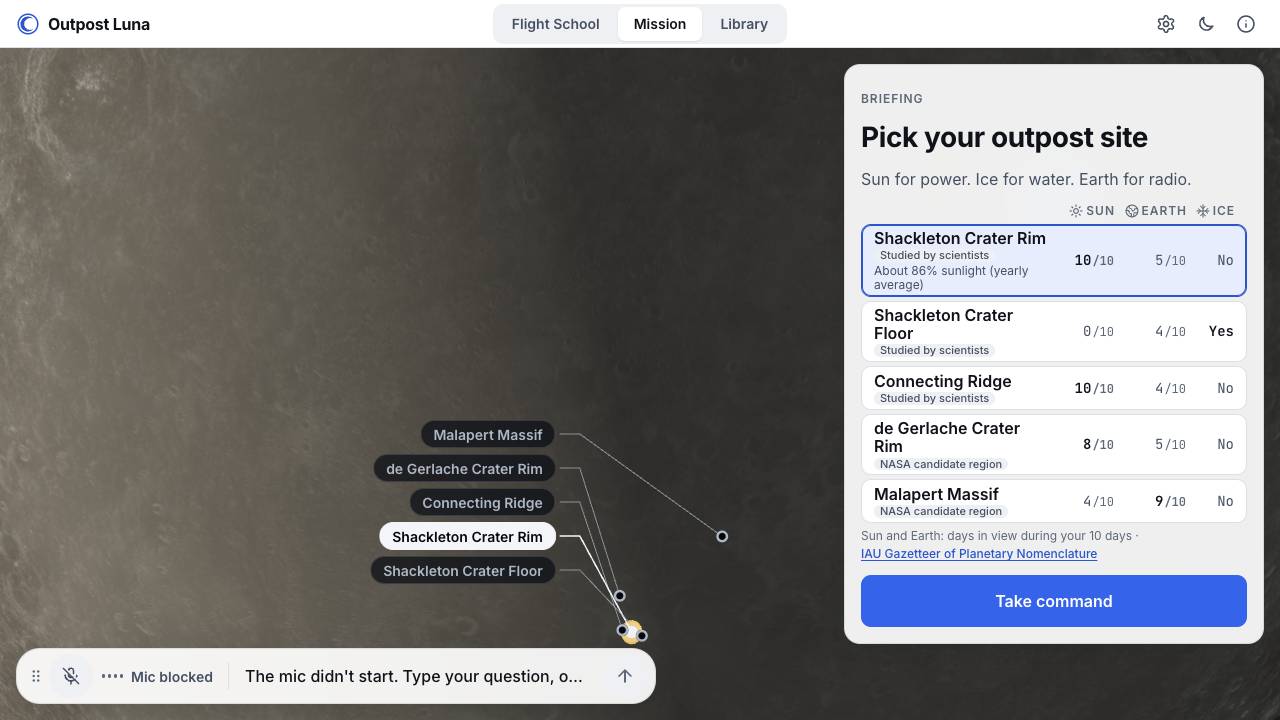 Outpost Luna
Flight School
Mission
Library
Malapert Massif
de Gerlache Crater Rim
Connecting Ridge
Shackleton Crater Rim
Shackleton Crater Floor
BRIEFING
Pick your outpost site
Sun for power. Ice for water. Earth for radio.
SUN EARTH ICE
Shackleton Crater Rim
Studied by scientists
About 86% sunlight (yearly
average)
10/10 5/10 No
Shackleton Crater
Floor
Studied by scientists
0/10 4/10 Yes
Connecting Ridge
Studied by scientists
10/10 4/10 No
de Gerlache Crater
Rim
NASA candidate region
8/10 5/10 No
Malapert Massif
NASA candidate region
4/10 9/10 No
Sun and Earth: days in view during your 10 days ·
IAU Gazetteer of Planetary Nomenclature
Take command
Mic blocked
The mic didn't start. Type your question, o...